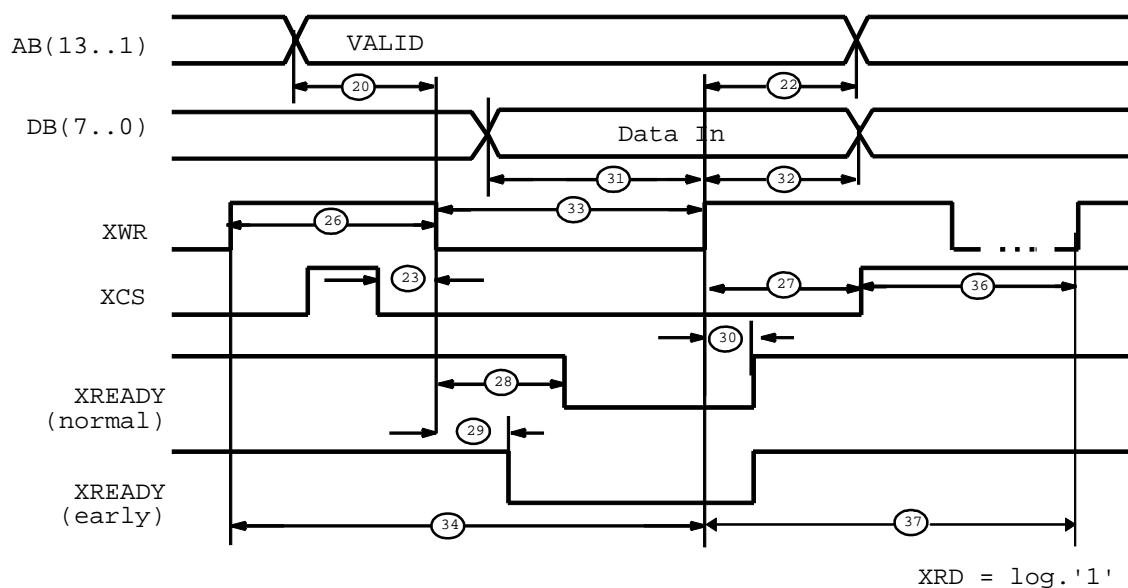 AB(13..1)
VALID
20
22
DB(7..0)
Data In
31
32
26
33
XWR
...
23
27
36
XCS
30
28
XREADY
(normal)
29
XREADY
(early)
34
37
XRD = log.'1'